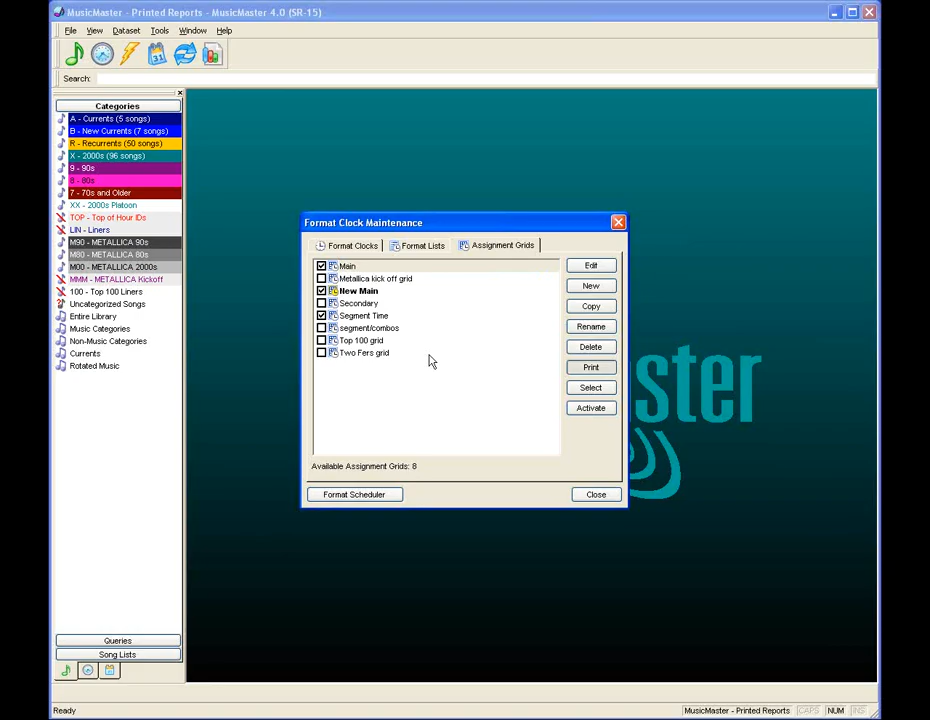 MusicMaster - Printed Reports - MusicMaster 4.0 (SR-15)
File View Dataset Tools Window Help
31
Search:
Categories
A - Currents (5 songs)
B - New Currents (7 songs)
R - Recurrents (50 songs)
X - 2000s (96 songs)
9 - 90s
8 - 80s
7 - 70s and Older
XX - 2000s Platoon
TOP - Top of Hour IDs
LIN - Liners
M90 - METALLICA 90s
M80 - METALLICA 80s
M00 - METALLICA 2000s
MMM - METALLICA Kickoff
100 - Top 100 Liners
Uncategorized Songs
Entire Library
Music Categories
Non-Music Categories
Currents
Rotated Music
Queries
Song Lists
Format Clock Maintenance
Format Clocks Format Lists Assignment Grids
Main
Metallica kick off grid
New Main
Secondary
Segment Time
segment/combos
Top 100 grid
Two Fers grid
Edit
New
Copy
Rename
Delete
Print
Select
Activate
Available Assignment Grids: 8
Format Scheduler Close
ster
Ready MusicMaster - Printed Reports CAPS NUM INS